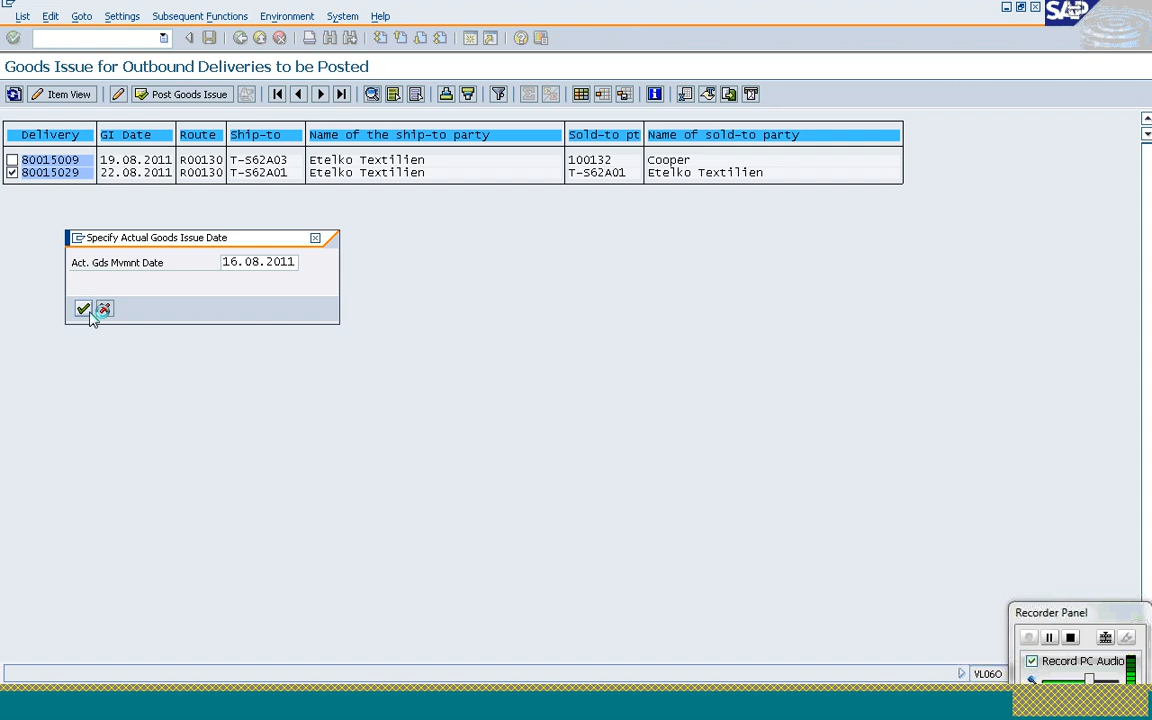 List Edit Goto Settings Subsequent Functions Environment System Help
SAP
Goods Issue for Outbound Deliveries to be Posted
Item View Post Goods Issue
Delivery GI Date Route Ship-to Name of the ship-to party Sold-to pt Name of sold-to party
80015009 19.08.2011 R00130 T-S62A03 Etelko Textilien 100132 Cooper
80015029 22.08.2011 R00130 T-S62A01 Etelko Textilien T-S62A01 Etelko Textilien
Specify Actual Goods Issue Date
Act. Gds Mvmnt Date 16.08.2011
Recorder Panel
Record PC Audio
VL06O